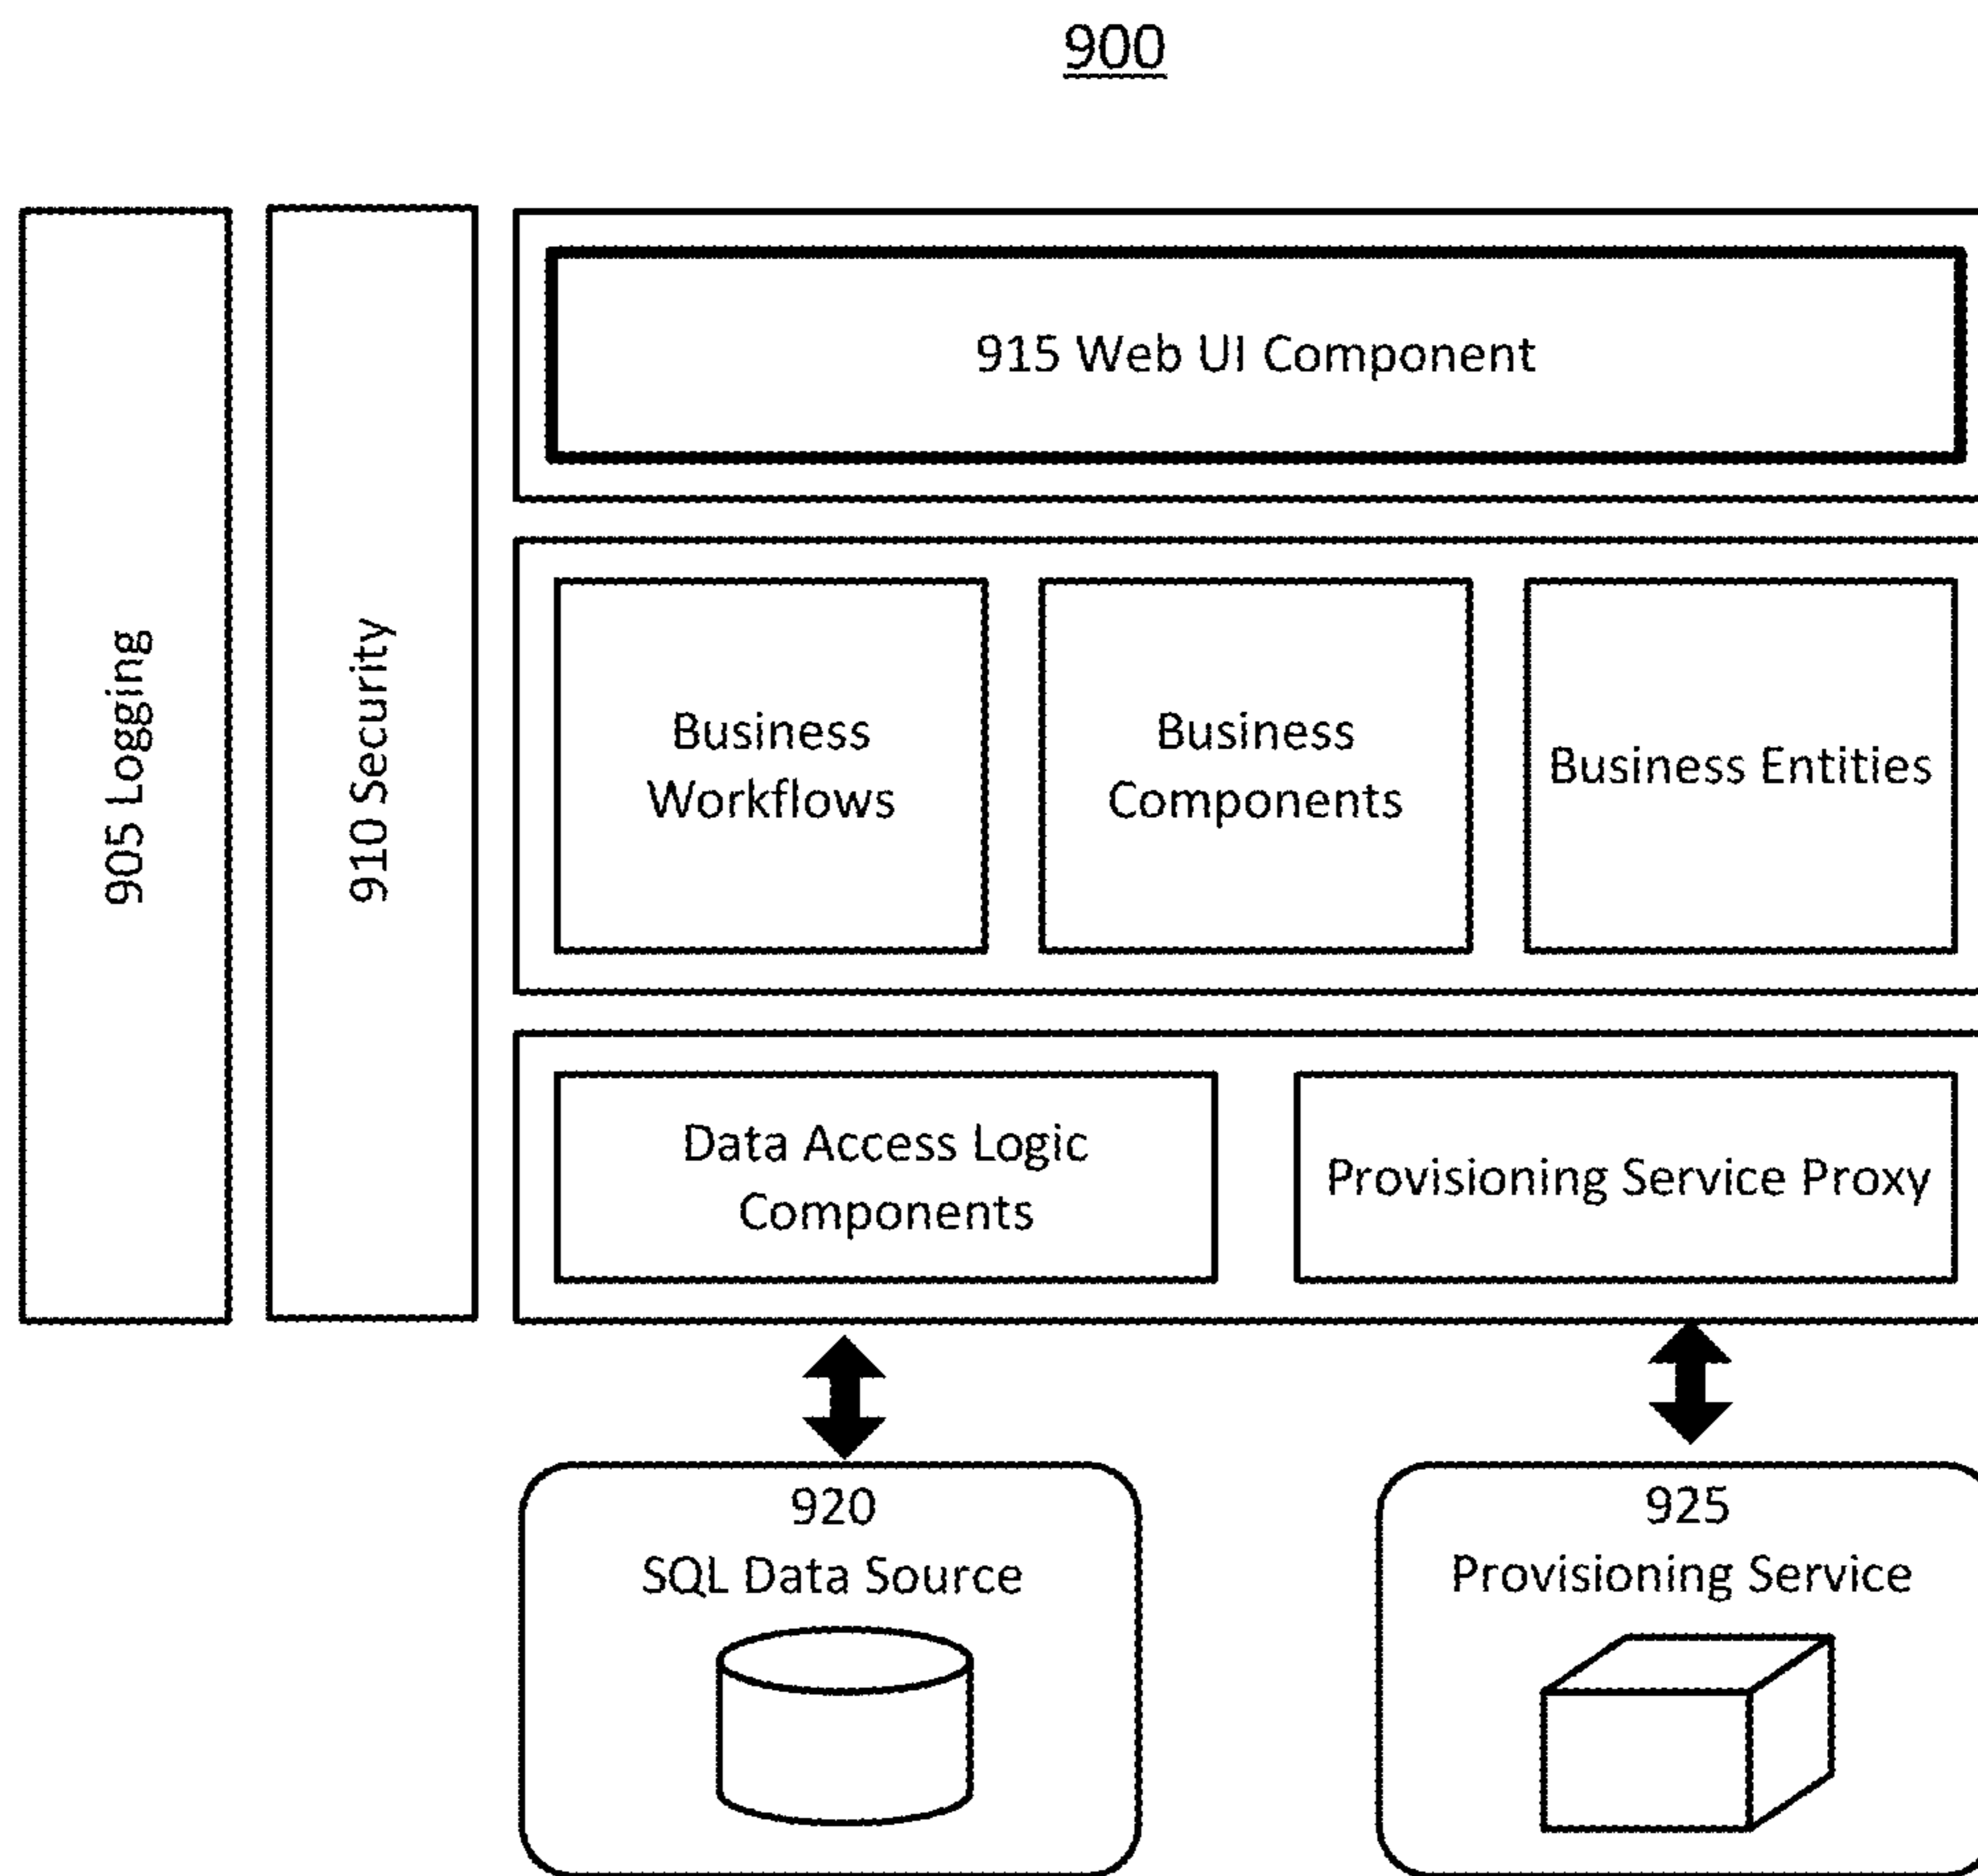 900
905 Logging
910 Security
915 Web UI Component
Business
Workflows
Business
Components
Business Entities
Data Access Logic
Components
Provisioning Service Proxy
920
SQL Data Source
925
Provisioning Service